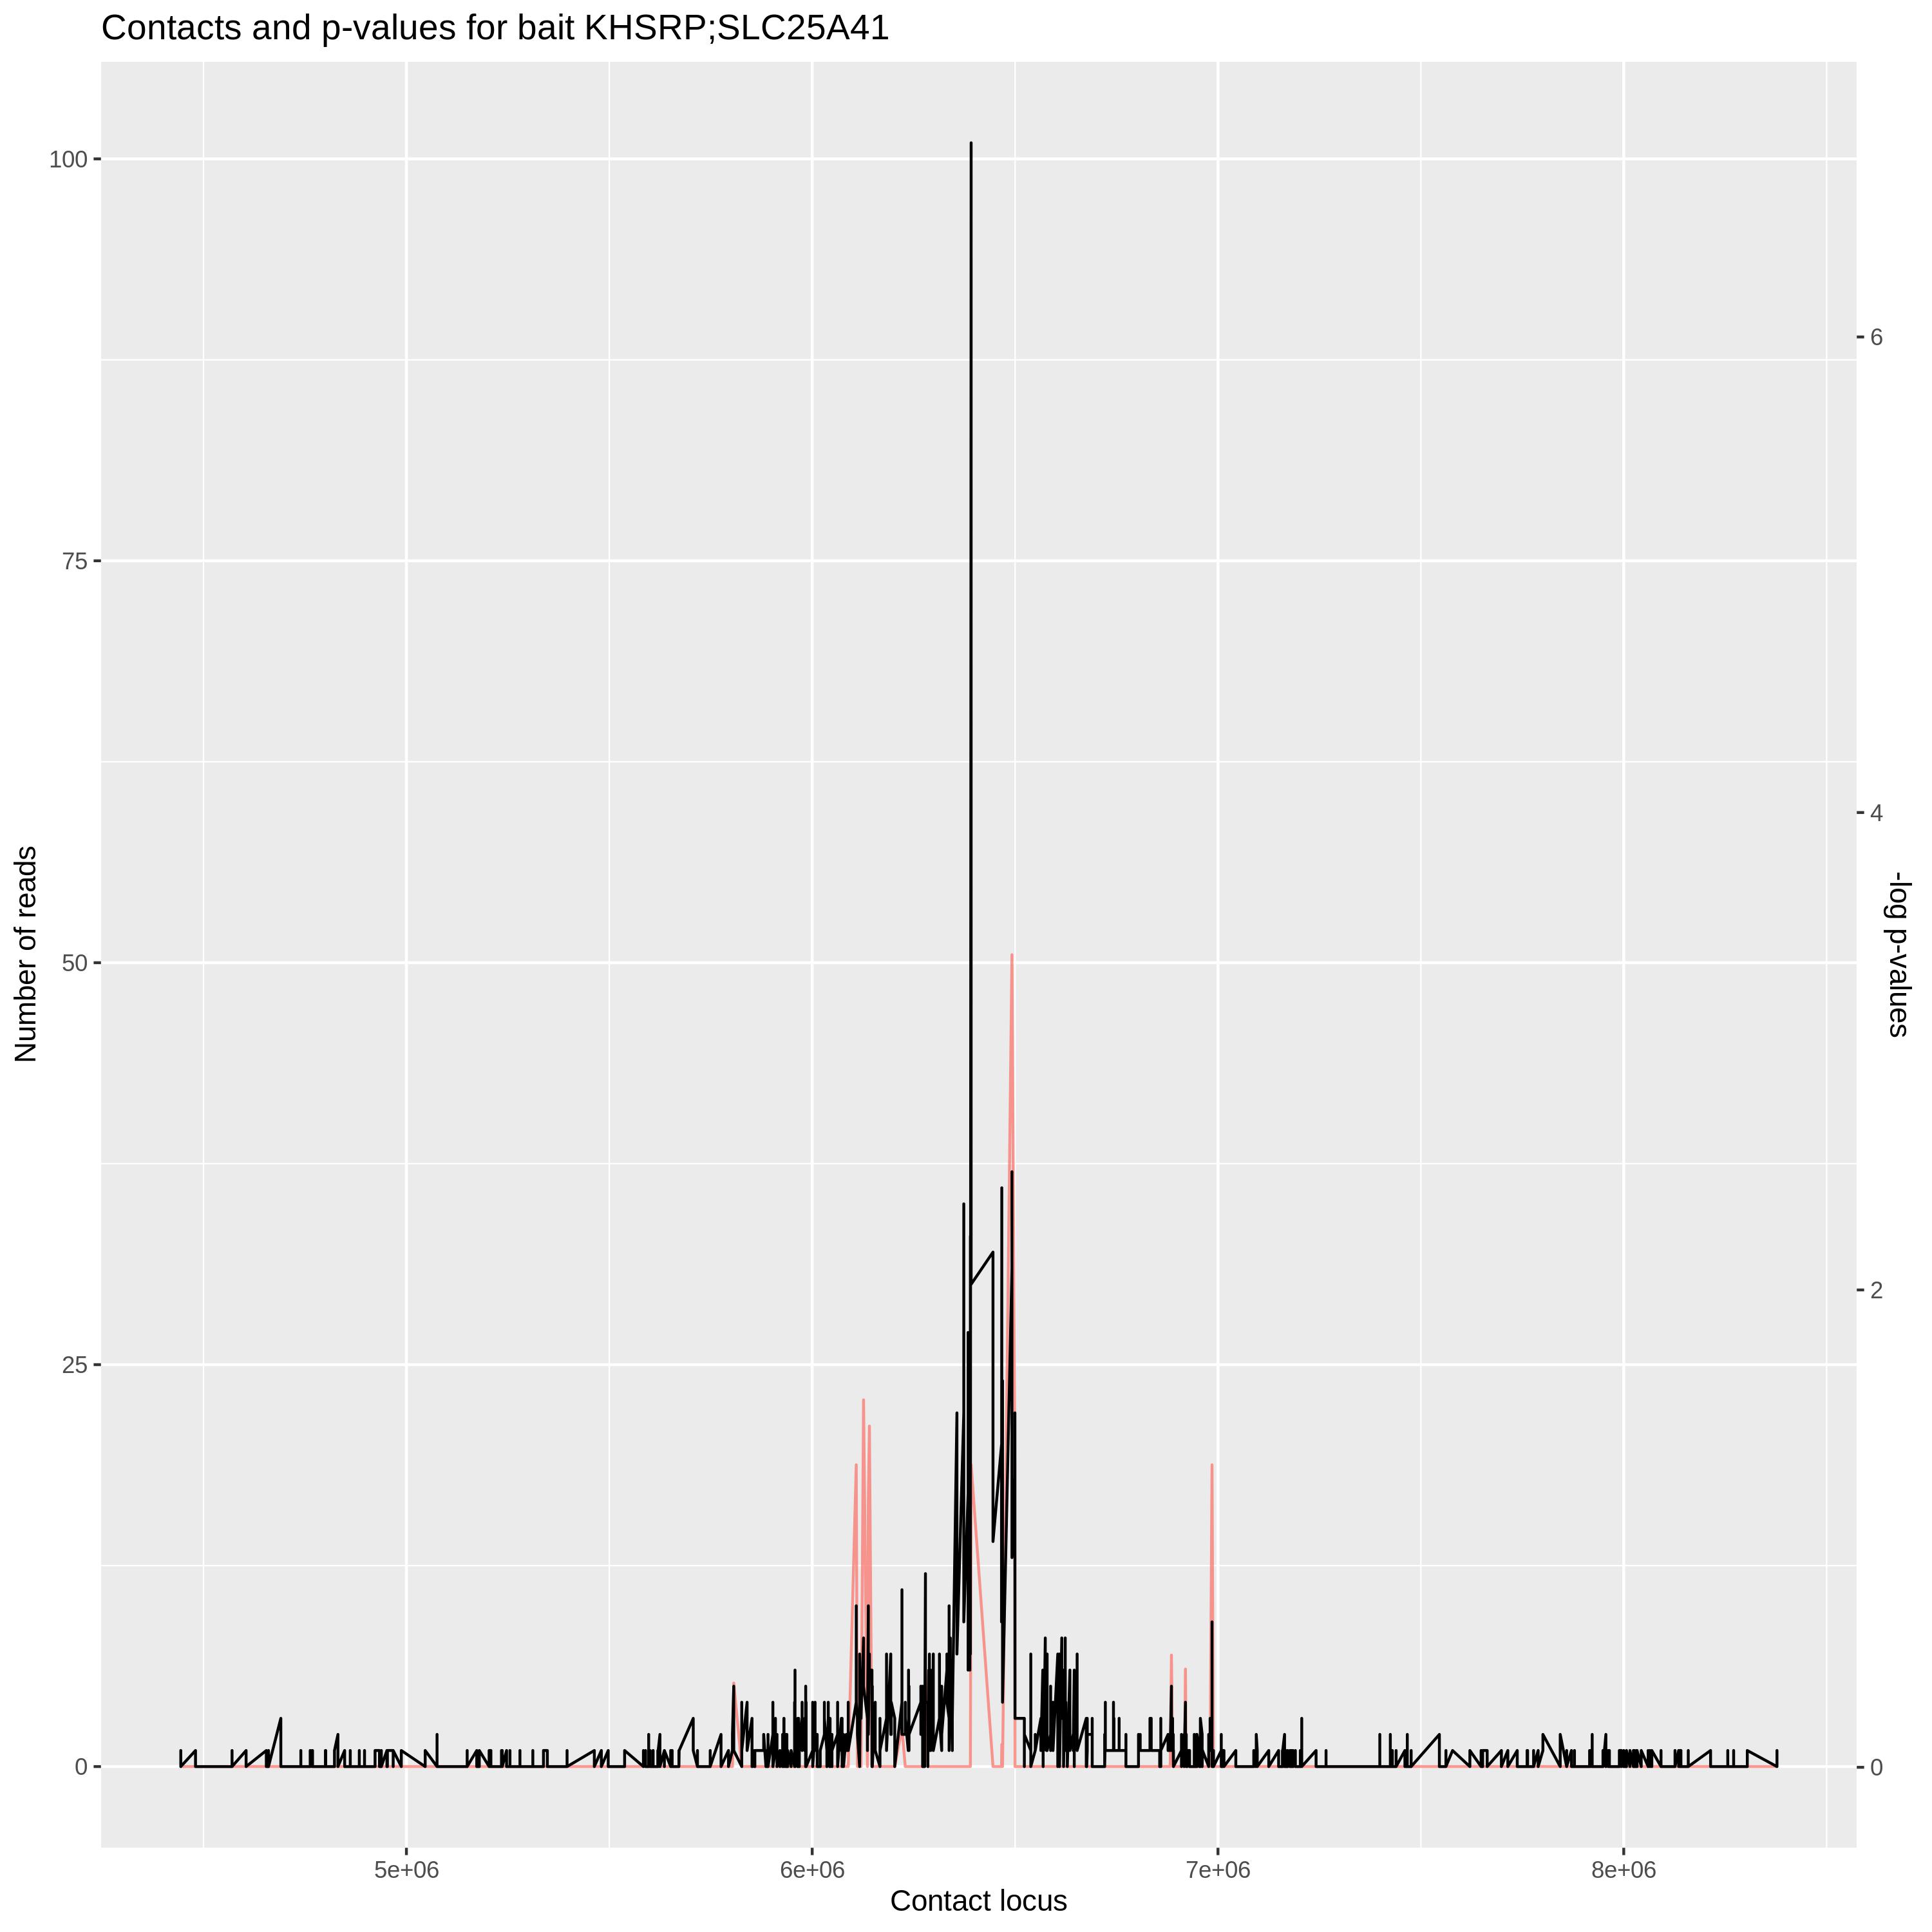 Contacts and p-values for bait KHSRP;SLC25A41
100
75
50
25
0
Number of reads
6
4
2
0
-log p-values
5e+06
6e+06
7e+06
8e+06
Contact locus